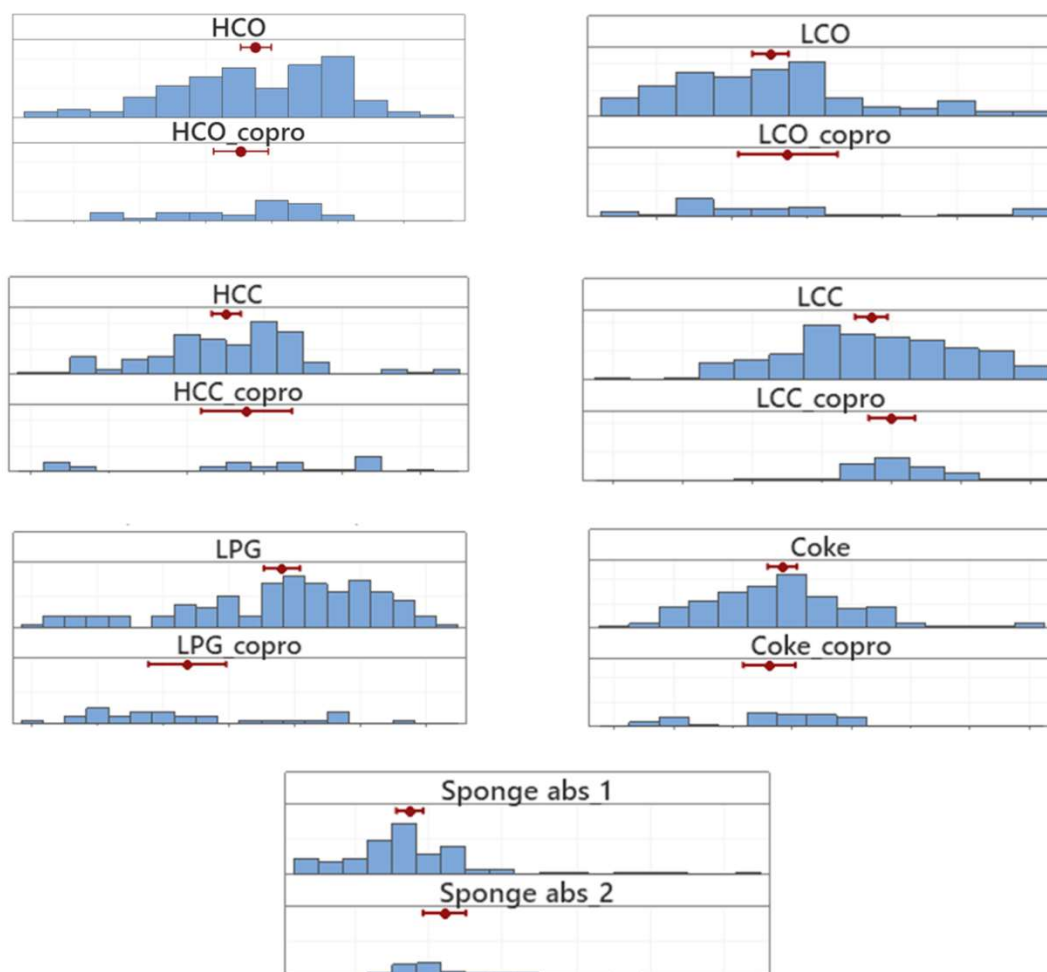 HCO
HCO_copro
LCO
LCO_copro
HCC
HCC_copro
LCC
LCC_copro
LPG
LPG_copro
Coke
Coke_copro
Sponge abs_1
Sponge abs_2